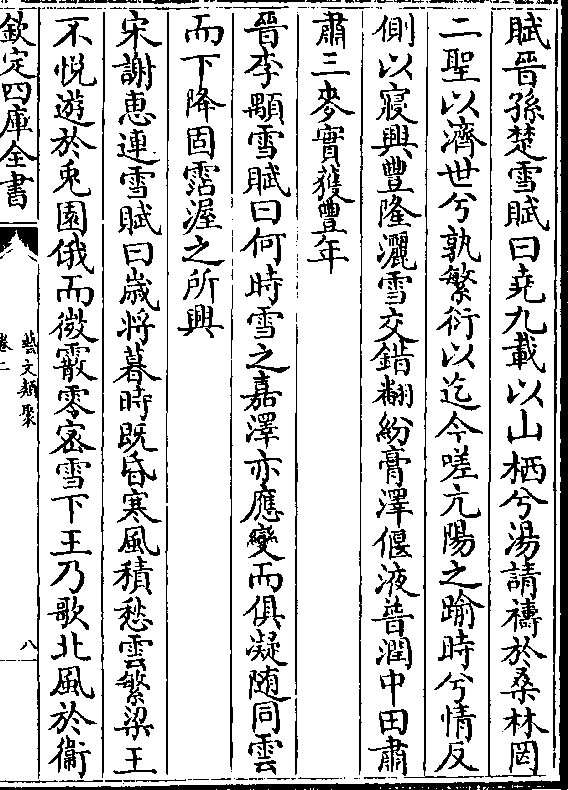 賦晉孫楚雪賦曰堯九載以山栖兮湯請禱於桑林罔
二聖以濟世兮孰繁衍以迄今嗟亢陽之踰時兮情反
側以寢興豐隆灑雪交錯翻紛膏澤偃液普潤中田肅
肅三麥實獲豐年
晉李顒雪賦曰何時雪之嘉澤亦應變而俱凝随同雲
而下降固霑渥之所興
宋謝惠連雪賦曰歲將暮時既昏寒風積愁雲繁梁王
不悅遊於兎園俄而微霰零宻雪下王乃歌北風於衞
欽定四庫全書
藝文類聚
卷二
八